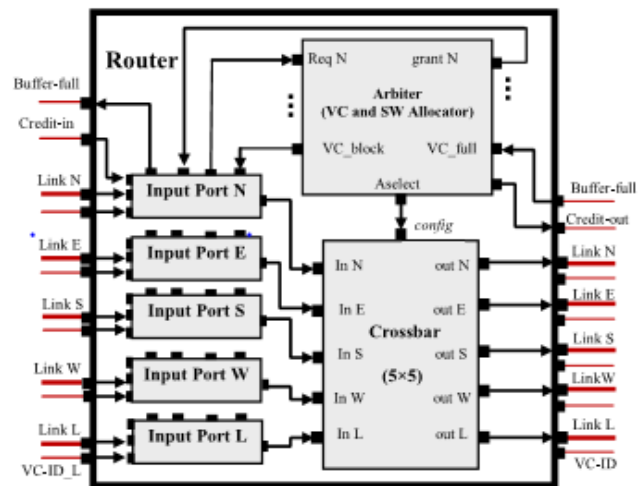 Router
Buffer-full
Credit-in
Link N
Link E
Link S
Link W
Link L
VC-ID_L
Input Port N
Input Port E
Input Port S
Input Port W
Input Port L
Req N
grant N
Arbiter
(VC and SW Allocator)
VC_block
VC_full
Aselect
config
In N
out N
In E
out E
Crossbar
In S
out S
(5×5)
In W
out W
In L
out L
Buffer-full
Credit-out
Link N
Link E
Link S
LinkW
Link L
VC-ID